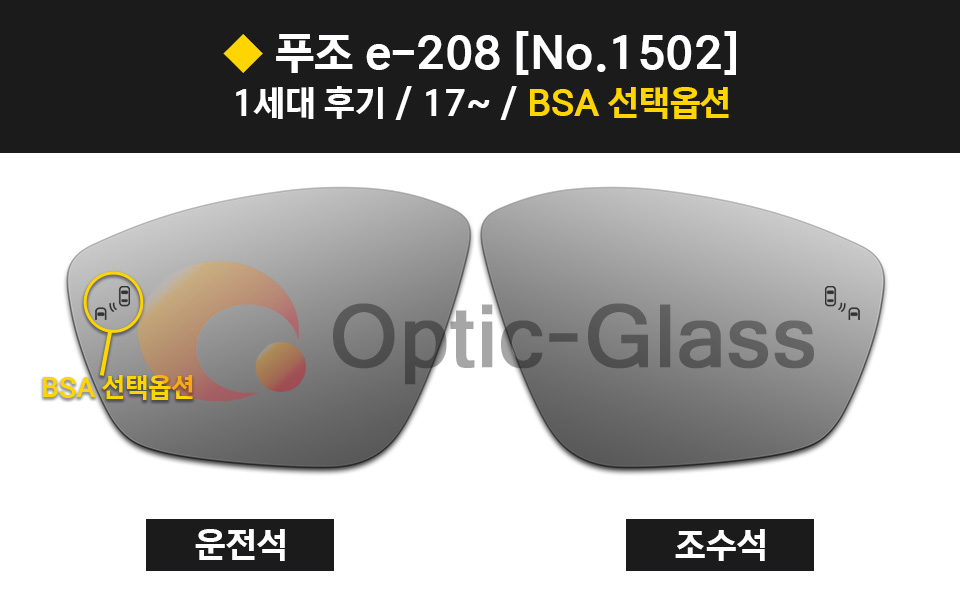 ◆ 푸조 e-208 [No.1502]
1세대 후기 / 17~ / BSA 선택옵션
Optic-Glass
BSA 선택옵션
운전석
조수석